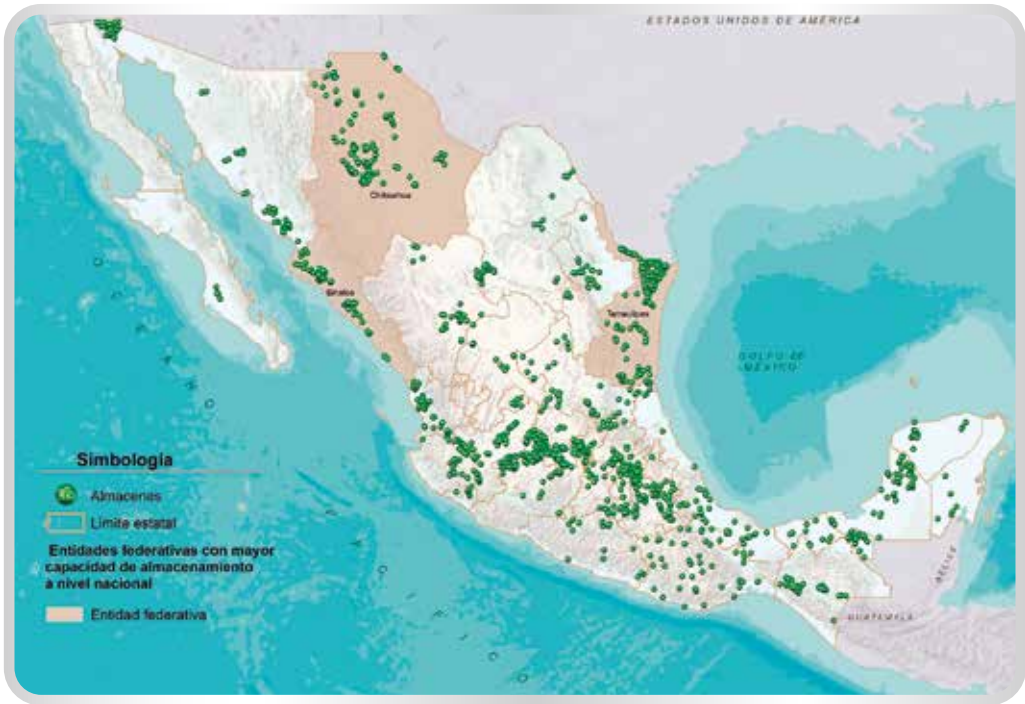 ESTADOS UNIDOS DE AMÉRICA
Chihuahua
Sinaloa
Tamaulipas
GOLFO DE
MÉXICO
BELICE
GUATEMALA
Simbología
Almacenes
Límite estatal
Entidades federativas con mayor
capacidad de almacenamiento
a nivel nacional
Entidad federativa